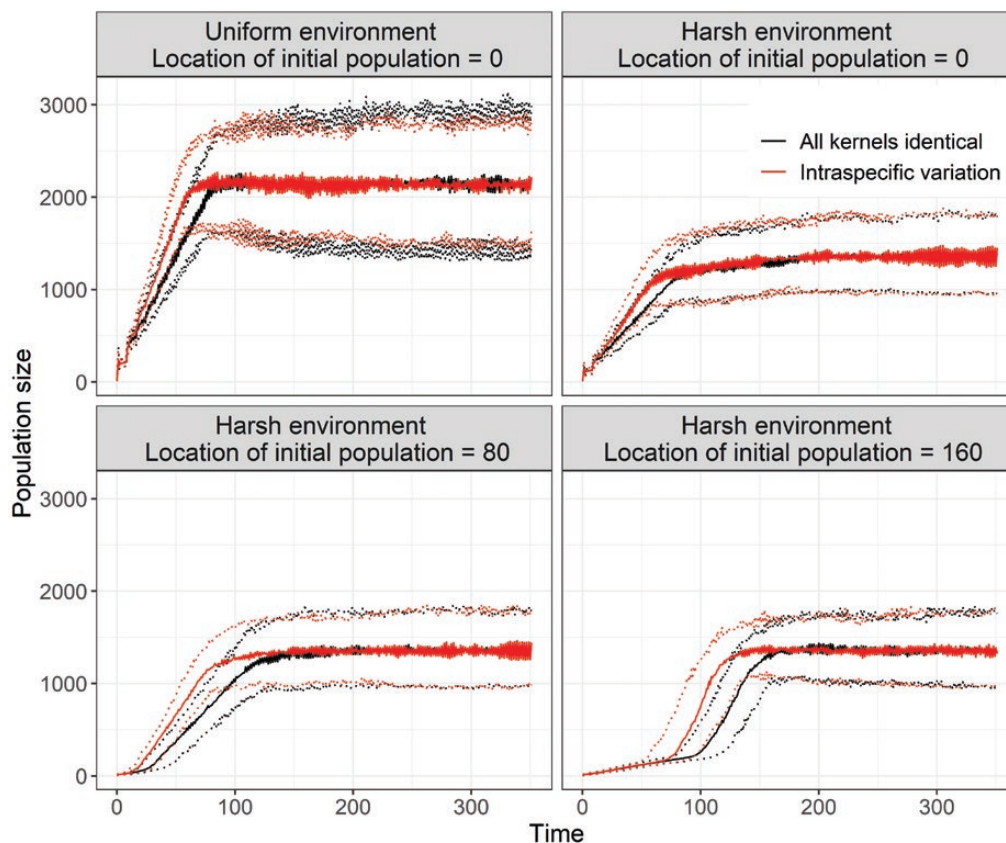 Uniform environment
Location of initial population = 0
Harsh environment
Location of initial population = 0
3000
2000
1000
0
All kernels identical
Intraspecific variation
Harsh environment
Location of initial population = 80
Harsh environment
Location of initial population = 160
3000
2000
1000
0
0
100
200
300
0
100
200
300
Population size
Time